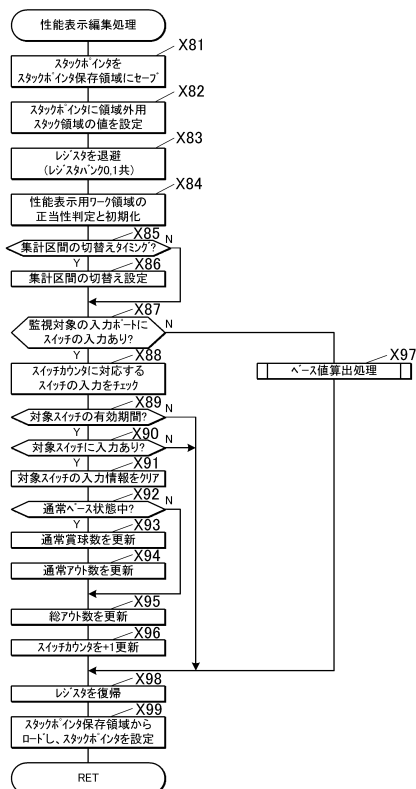 性能表示編集処理
X81
スタックポインタを
スタックポインタ保存領域にセーブ
X82
スタックポインタに領域外用
スタック領域の値を設定
X83
レジスタを退避
(レジスタバンク0,1共)
X84
性能表示用ワーク領域の
正当性判定と初期化
X85
集計区間の切替えタイミング?
N
Y
X86
集計区間の切替え設定
X87
監視対象の入力ポートに
スイッチの入力あり?
N
Y
X88
スイッチカウンタに対応する
スイッチの入力をチェック
X97
ベース値算出処理
X89
対象スイッチの有効期間?
N
Y
X90
対象スイッチに入力あり?
N
Y
X91
対象スイッチの入力情報をクリア
X92
通常ベース状態中?
N
Y
X93
通常賞球数を更新
X94
通常アウト数を更新
X95
総アウト数を更新
X96
スイッチカウンタを+1更新
X98
レジスタを復帰
X99
スタックポインタ保存領域から
ロードし、スタックポインタを設定
RET